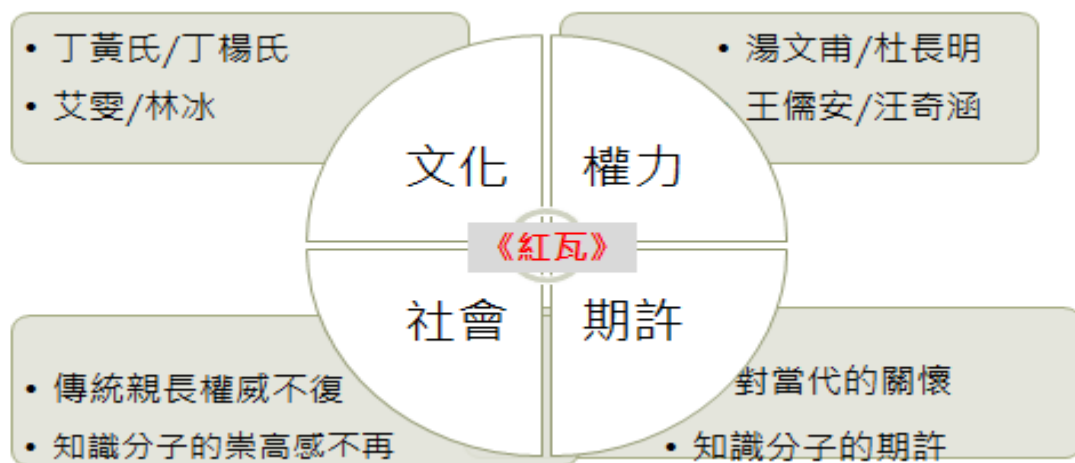 • 丁黃氏/丁楊氏
• 艾雯/林冰
• 湯文甫/杜長明
王儒安/汪奇涵
文化
權力
《紅瓦》
社會
期許
• 傳統親長權威不復
• 知識分子的崇高感不再
對當代的關懷
• 知識分子的期許